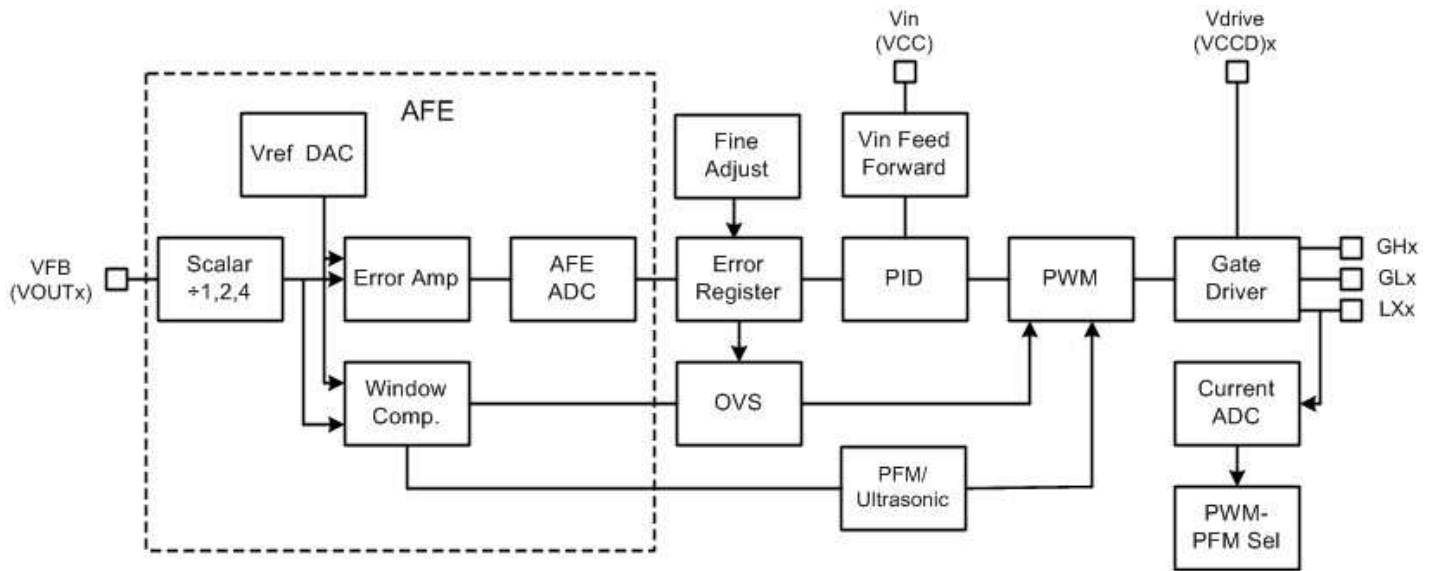 Vin
(VCC)
Vdrive
(VCCD)x
AFE
Vref DAC
Fine
Adjust
Vin Feed
Forward
VFB
(VOUTx)
Scalar
÷1,2,4
Error Amp
AFE
ADC
Error
Register
PID
PWM
Gate
Driver
GHx
GLx
LXx
Window
Comp.
OVS
Current
ADC
PFM/
Ultrasonic
PWM-
PFM Sel